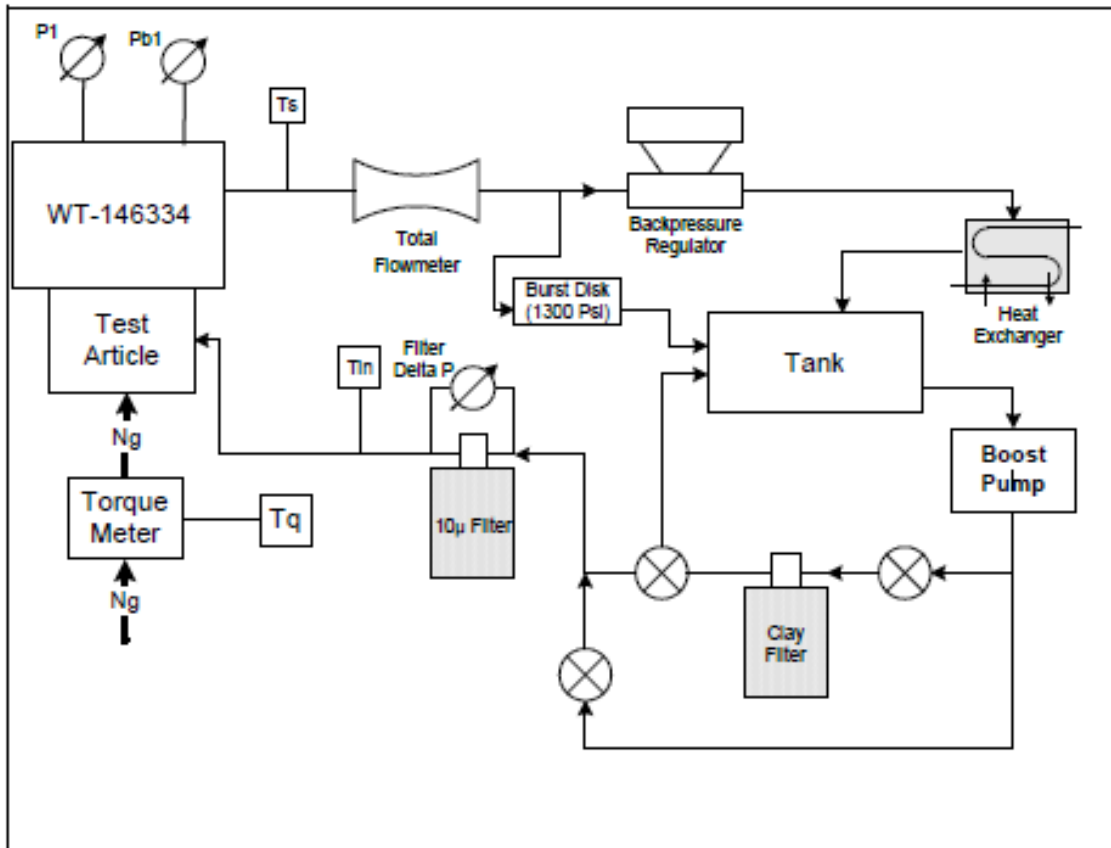 P1
Pb1
Ts
WT-146334
Total
Flowmeter
Backpressure
Regulator
Burst Disk
(1300 Psi)
Heat
Exchanger
Test
Article
Tin
Filter
Delta P
Tank
Ng
Boost
Pump
Torque
Meter
Tq
10μ Filter
Ng
Clay
Filter